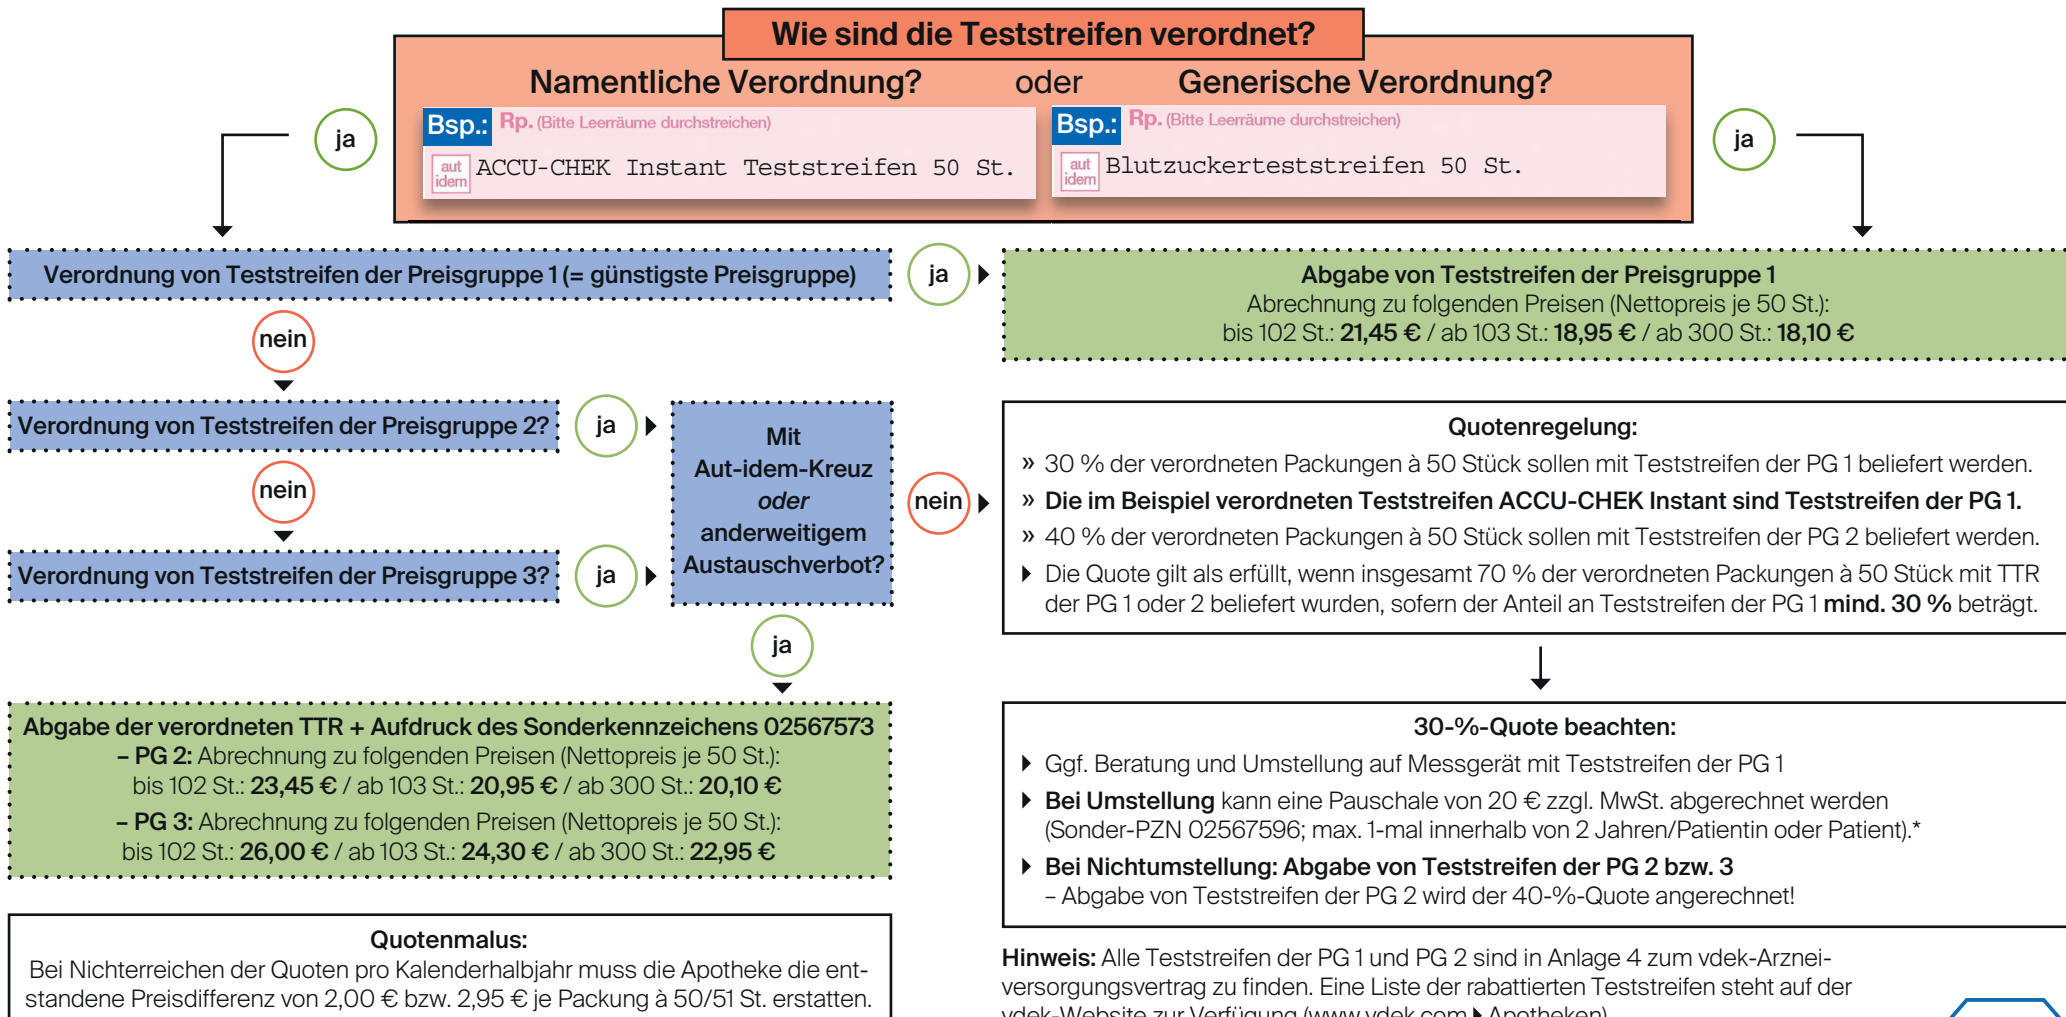 Wie sind die Teststreifen verordnet?
Namentliche Verordnung? oder Generische Verordnung?
Bsp.: Rp. (Bitte Leerräume durchstreichen)
aut idem ACCU-CHEK Instant Teststreifen 50 St.
Bsp.: Rp. (Bitte Leerräume durchstreichen)
aut idem Blutzuckerteststreifen 50 St.
ja
ja
Verordnung von Teststreifen der Preisgruppe 1 (= günstigste Preisgruppe)
ja
Abgabe von Teststreifen der Preisgruppe 1
Abrechnung zu folgenden Preisen (Nettopreis je 50 St.):
bis 102 St.: 21,45 € / ab 103 St.: 18,95 € / ab 300 St.: 18,10 €
nein
Verordnung von Teststreifen der Preisgruppe 2?
ja
nein
Verordnung von Teststreifen der Preisgruppe 3?
ja
Mit
Aut-idem-Kreuz
oder
anderweitigem
Austauschverbot?
nein
ja
Quotenregelung:
» 30 % der verordneten Packungen à 50 Stück sollen mit Teststreifen der PG 1 beliefert werden.
» Die im Beispiel verordneten Teststreifen ACCU-CHEK Instant sind Teststreifen der PG 1.
» 40 % der verordneten Packungen à 50 Stück sollen mit Teststreifen der PG 2 beliefert werden.
Die Quote gilt als erfüllt, wenn insgesamt 70 % der verordneten Packungen à 50 Stück mit TTR
der PG 1 oder 2 beliefert wurden, sofern der Anteil an Teststreifen der PG 1 mind. 30 % beträgt.
Abgabe der verordneten TTR + Aufdruck des Sonderkennzeichens 02567573
– PG 2: Abrechnung zu folgenden Preisen (Nettopreis je 50 St.):
bis 102 St.: 23,45 € / ab 103 St.: 20,95 € / ab 300 St.: 20,10 €
– PG 3: Abrechnung zu folgenden Preisen (Nettopreis je 50 St.):
bis 102 St.: 26,00 € / ab 103 St.: 24,30 € / ab 300 St.: 22,95 €
30-%-Quote beachten:
Ggf. Beratung und Umstellung auf Messgerät mit Teststreifen der PG 1
Bei Umstellung kann eine Pauschale von 20 € zzgl. MwSt. abgerechnet werden
(Sonder-PZN 02567596; max. 1-mal innerhalb von 2 Jahren/Patientin oder Patient).*
Bei Nichtumstellung: Abgabe von Teststreifen der PG 2 bzw. 3
– Abgabe von Teststreifen der PG 2 wird der 40-%-Quote angerechnet!
Quotenmalus:
Bei Nichterreichen der Quoten pro Kalenderhalbjahr muss die Apotheke die ent-
standene Preisdifferenz von 2,00 € bzw. 2,95 € je Packung à 50/51 St. erstatten.
Hinweis: Alle Teststreifen der PG 1 und PG 2 sind in Anlage 4 zum vdek-Arznei-
versorgungsvertrag zu finden. Eine Liste der rabattierten Teststreifen steht auf der
vdek-Website zur Verfügung (www.vdek.com ▸ Apotheken)